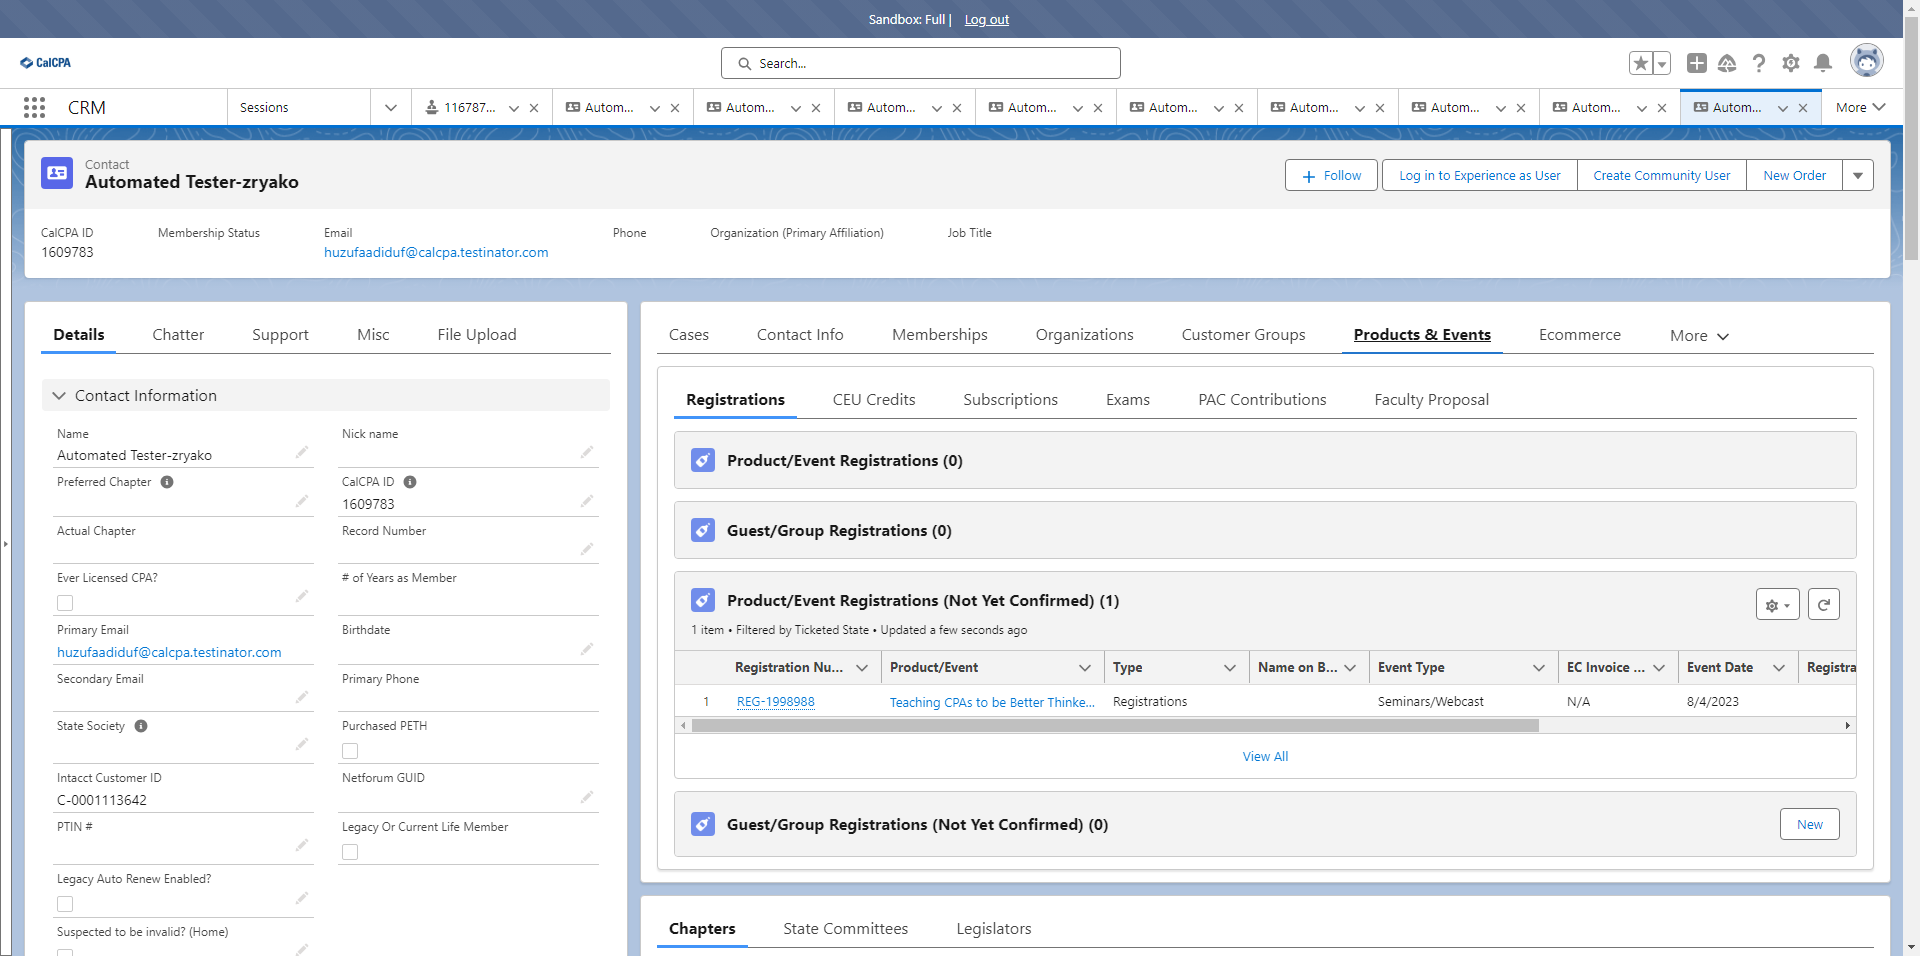 Sandbox: Full | Log out
CalCPA
Search...
CRM
Sessions
116787...
Autom...
Autom...
Autom...
Autom...
Autom...
Autom...
Autom...
Autom...
Autom...
More
Contact
Automated Tester-zryako
Follow
Log in to Experience as User
Create Community User
New Order
CalCPA ID
Membership Status
Email
Phone
Organization (Primary Affiliation)
Job Title
1609783
huzufaadiduf@calcpa.testinator.com
Details
Chatter
Support
Misc
File Upload
Contact Information
Name
Automated Tester-zryako
Nick name
Preferred Chapter
CalCPA ID
1609783
Actual Chapter
Record Number
Ever Licensed CPA?
# of Years as Member
Primary Email
huzufaadiduf@calcpa.testinator.com
Birthdate
Secondary Email
Primary Phone
State Society
Purchased PETH
Intacct Customer ID
C-0001113642
Netforum GUID
PTIN #
Legacy Or Current Life Member
Legacy Auto Renew Enabled?
Suspected to be invalid? (Home)
Cases
Contact Info
Memberships
Organizations
Customer Groups
Products & Events
Ecommerce
More
Registrations
CEU Credits
Subscriptions
Exams
PAC Contributions
Faculty Proposal
Product/Event Registrations (0)
Guest/Group Registrations (0)
Product/Event Registrations (Not Yet Confirmed) (1)
1 item • Filtered by Ticketed State • Updated a few seconds ago
Registration Nu...
Product/Event
Type
Name on B...
Event Type
EC Invoice ...
Event Date
Registra
1
REG-1998988
Teaching CPAs to be Better Thinke...
Registrations
Seminars/Webcast
N/A
8/4/2023
View All
Guest/Group Registrations (Not Yet Confirmed) (0)
New
Chapters
State Committees
Legislators